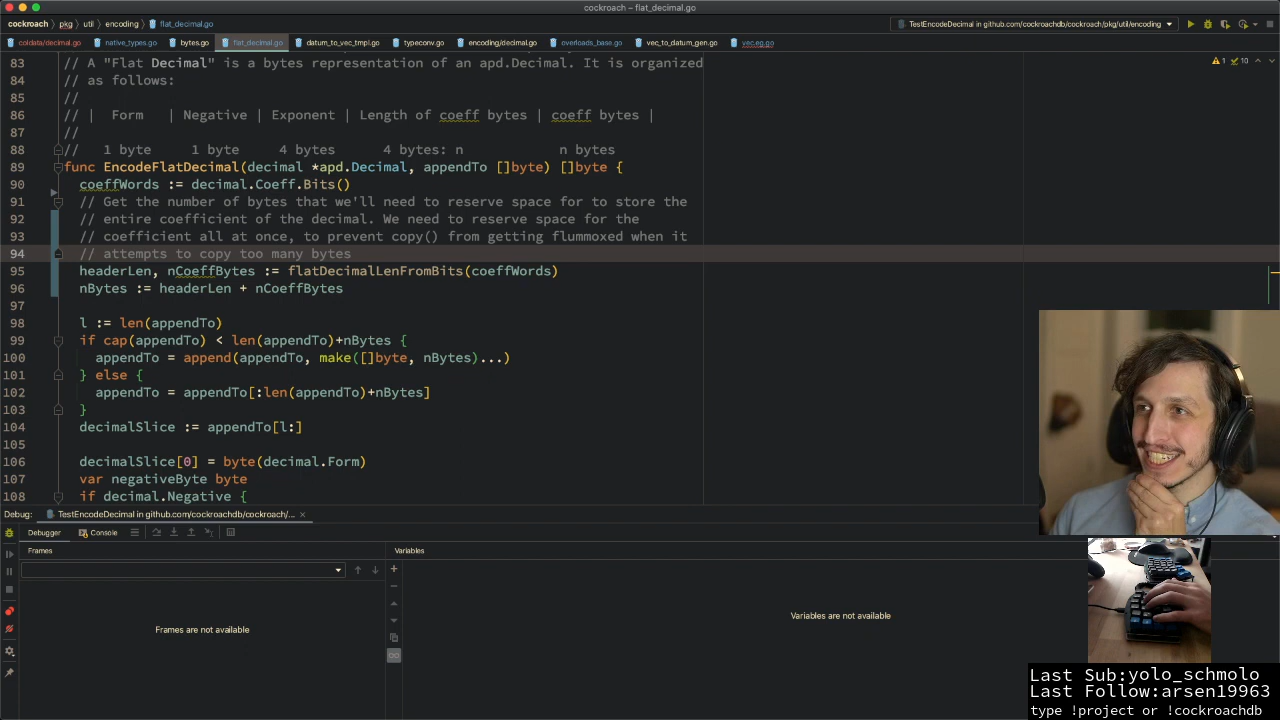 cockroach – flat_decimal.go
cockroach › pkg › util › encoding › flat_decimal.go
TestEncodeDecimal in github.com/cockroachdb/cockroach/pkg/util/encoding
coldata/decimal.go native_types.go bytes.go flat_decimal.go datum_to_vec_tmpl.go typeconv.go encoding/decimal.go overloads_base.go vec_to_datum_gen.go vec.eg.go
83 // A "Flat Decimal" is a bytes representation of an apd.Decimal. It is organized
1 10
84 // as follows:
85 //
86 // | Form | Negative | Exponent | Length of coeff bytes | coeff bytes |
87 //
88 // 1 byte 1 byte 4 bytes 4 bytes: n n bytes
89 func EncodeFlatDecimal(decimal *apd.Decimal, appendTo []byte) []byte {
90 coeffWords := decimal.Coeff.Bits()
91 // Get the number of bytes that we'll need to reserve space for to store the
92 // entire coefficient of the decimal. We need to reserve space for the
93 // coefficient all at once, to prevent copy() from getting flummoxed when it
94 // attempts to copy too many bytes
95 headerLen, nCoeffBytes := flatDecimalLenFromBits(coeffWords)
96 nBytes := headerLen + nCoeffBytes
97
98 l := len(appendTo)
99 if cap(appendTo) < len(appendTo)+nBytes {
100 appendTo = append(appendTo, make([]byte, nBytes)...)
101 } else {
102 appendTo = appendTo[:len(appendTo)+nBytes]
103 }
104 decimalSlice := appendTo[l:]
105
106 decimalSlice[0] = byte(decimal.Form)
107 var negativeByte byte
108 if decimal.Negative {
Debug: TestEncodeDecimal in github.com/cockroachdb/cockroach/...
Debugger Console
Frames Variables
Frames are not available
Variables are not available
Last Sub:yolo_schmolo
Last Follow:arsen19963
type !project or !cockroachdb